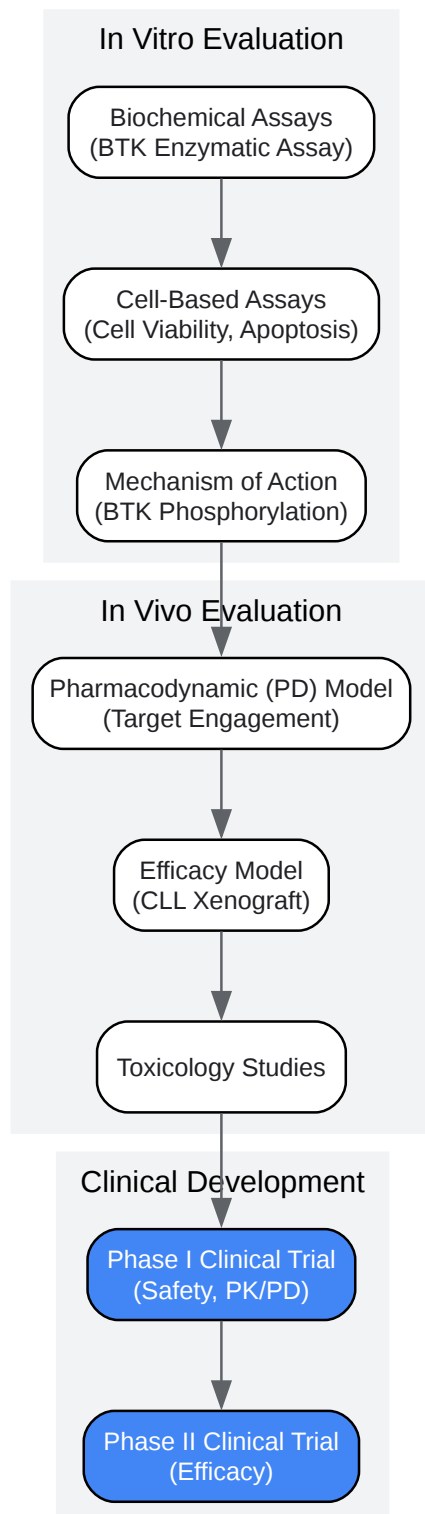 In Vitro Evaluation
Biochemical Assays
(BTK Enzymatic Assay)
Cell-Based Assays
(Cell Viability, Apoptosis)
Mechanism of Action
(BTK Phosphorylation)
In Vivo Evaluation
Pharmacodynamic (PD) Model
(Target Engagement)
Efficacy Model
(CLL Xenograft)
Toxicology Studies
Clinical Development
Phase I Clinical Trial
(Safety, PK/PD)
Phase II Clinical Trial
(Efficacy)